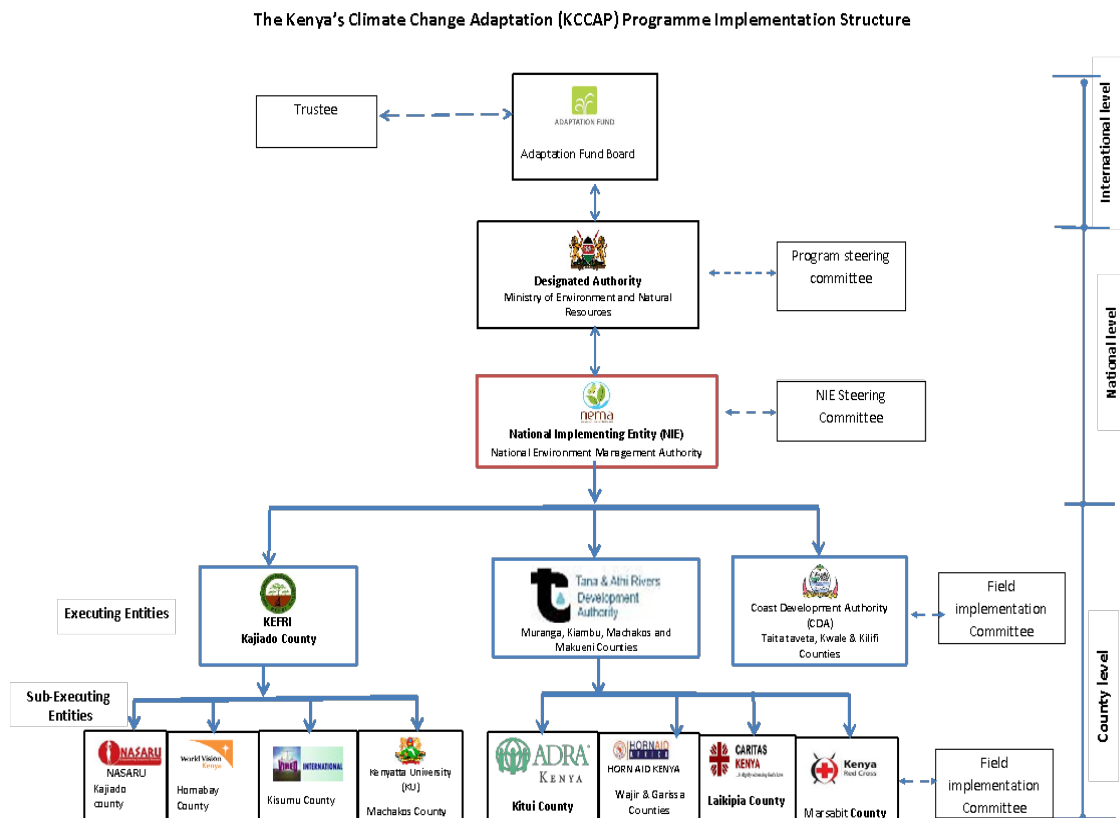 The Kenya's Climate Change Adaptation (KCCAP) Programme Implementation Structure
Trustee
ADAPTATION FUND
Adaptation Fund Board
International level
Designated Authority
Ministry of Environment and Natural
Resources
Program steering
committee
National level
nema
National Implementing Entity (NIE)
National Environment Management Authority
NIE Steering
Committee
Executing Entities
KEFRI
Kajiado County
Tana & Athi Rivers
Development
Authority
Muranga, Kiambu, Machakos and
Makueni Counties
Coast Development Authority
(CDA)
Taitataveta, Kwale & Kilifi
Counties
Field
implementation
Committee
County level
Sub-Executing
Entities
NASARU
NASARU
Kajiado
county
World Vision
Kenya
Homabay
County
VIRED INTERNATIONAL
Kisumu County
Kenyatta University
(KU)
Machakos County
ADRA
KENYA
Kitui County
HORNAID
AFRICA
HORN AID KENYA
Wajir & Garissa
Counties
CARITAS
KENYA
Laikipia County
Kenya
Red Cross
Marsabit County
Field
implementation
Committee